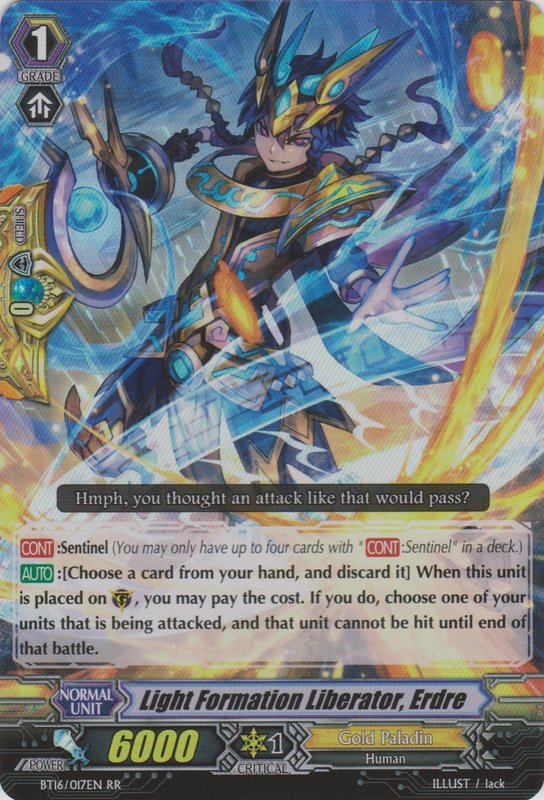 1
GRADE
SHIELD
0
Hmph, you thought an attack like that would pass?
CONT :Sentinel (You may only have up to four cards with "CONT:Sentinel" in a deck.)
AUTO :[Choose a card from your hand, and discard it] When this unit
is placed on , you may pay the cost. If you do, choose one of your
units that is being attacked, and that unit cannot be hit until end of
that battle.
NORMAL
UNIT
Light Formation Liberator, Erdre
POWER
6000
1
CRITICAL
Gold Paladin
Human
BT16/017EN RR
ILLUST / lack